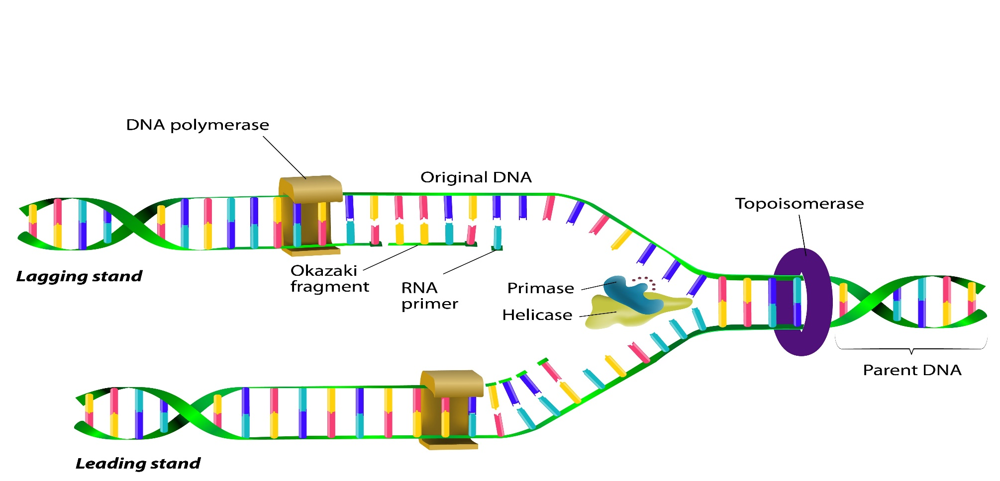 DNA polymerase
Original DNA
Topoisomerase
Lagging stand
Okazaki
fragment
RNA
primer
Primase
Helicase
Parent DNA
Leading stand